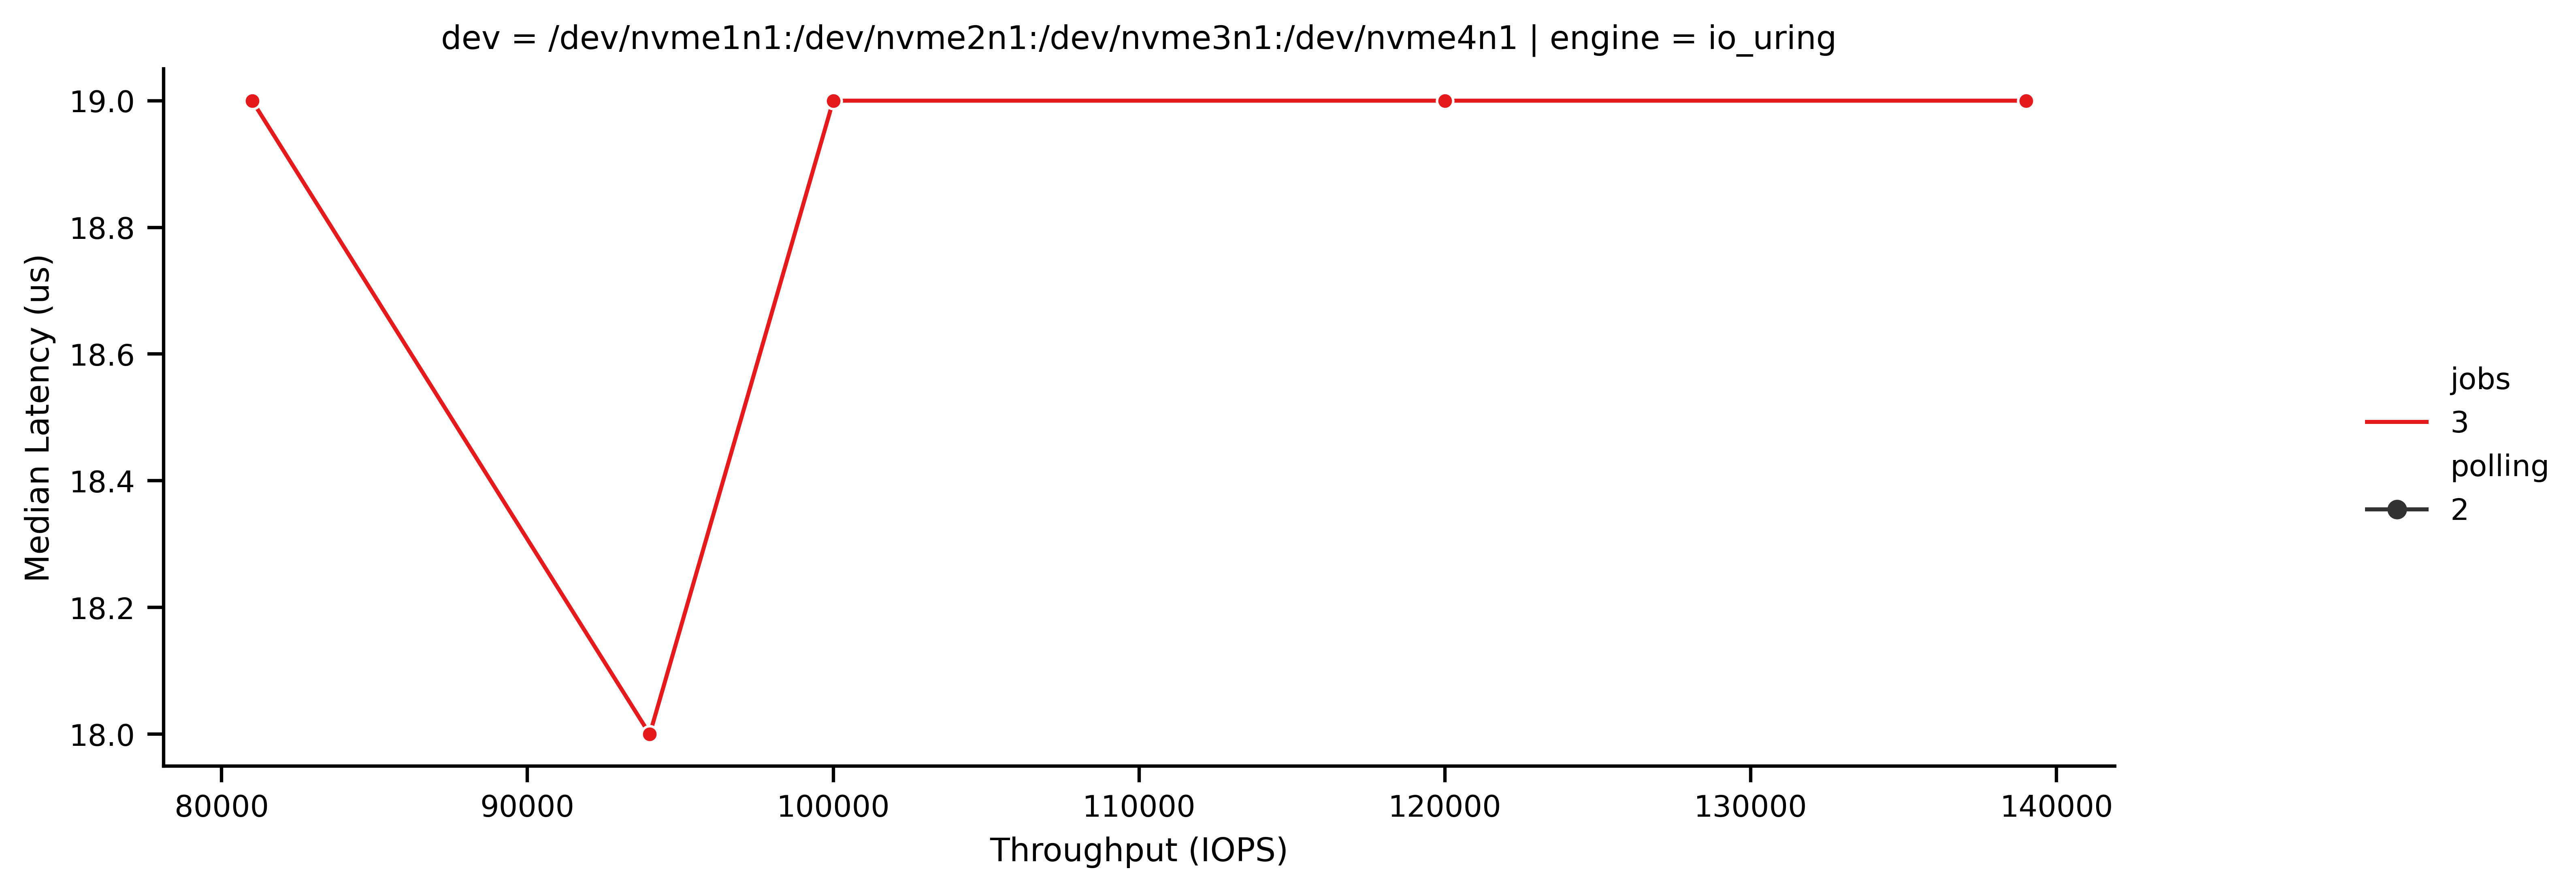 dev = /dev/nvme1n1:/dev/nvme2n1:/dev/nvme3n1:/dev/nvme4n1 | engine = io_uring
Median Latency (us)
19.0
18.8
18.6
18.4
18.2
18.0
80000 90000 100000 110000 120000 130000 140000
Throughput (IOPS)
jobs
3
polling
2